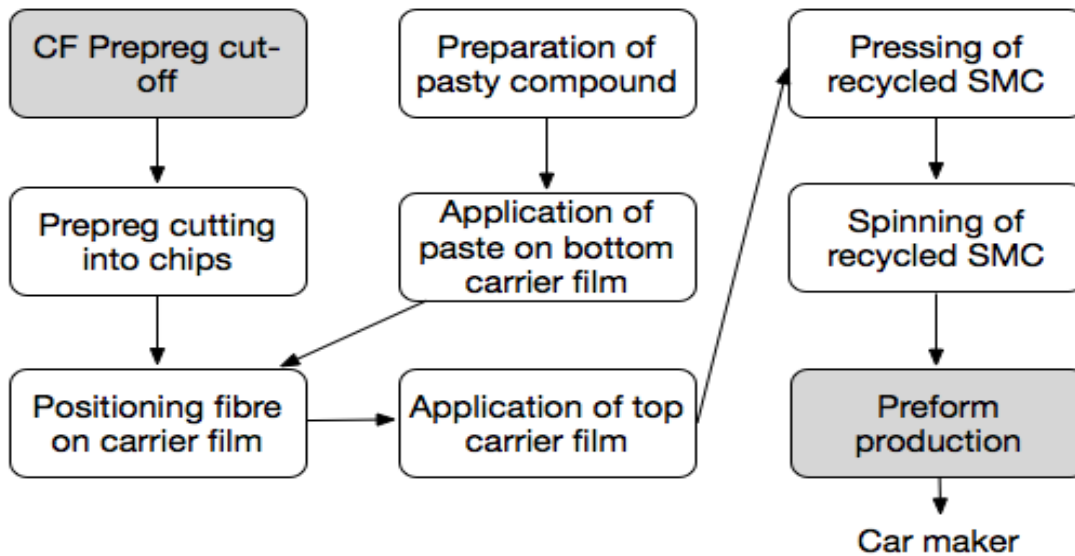 CF Prepreg cut-
off
Prepreg cutting
into chips
Positioning fibre
on carrier film
Preparation of
pasty compound
Application of
paste on bottom
carrier film
Application of top
carrier film
Pressing of
recycled SMC
Spinning of
recycled SMC
Preform
production
Car maker